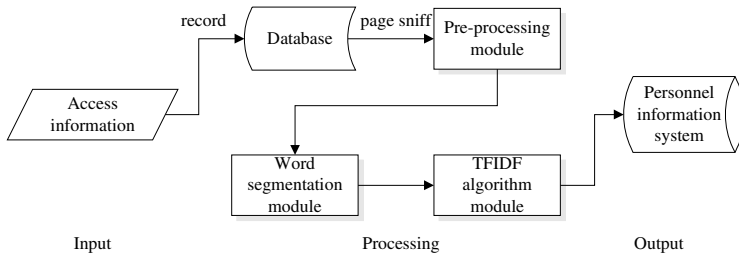 record
Database
page sniff
Pre-processing
module
Access
information
Personnel
information
system
Word
segmentation
module
TFIDF
algorithm
module
Input
Processing
Output